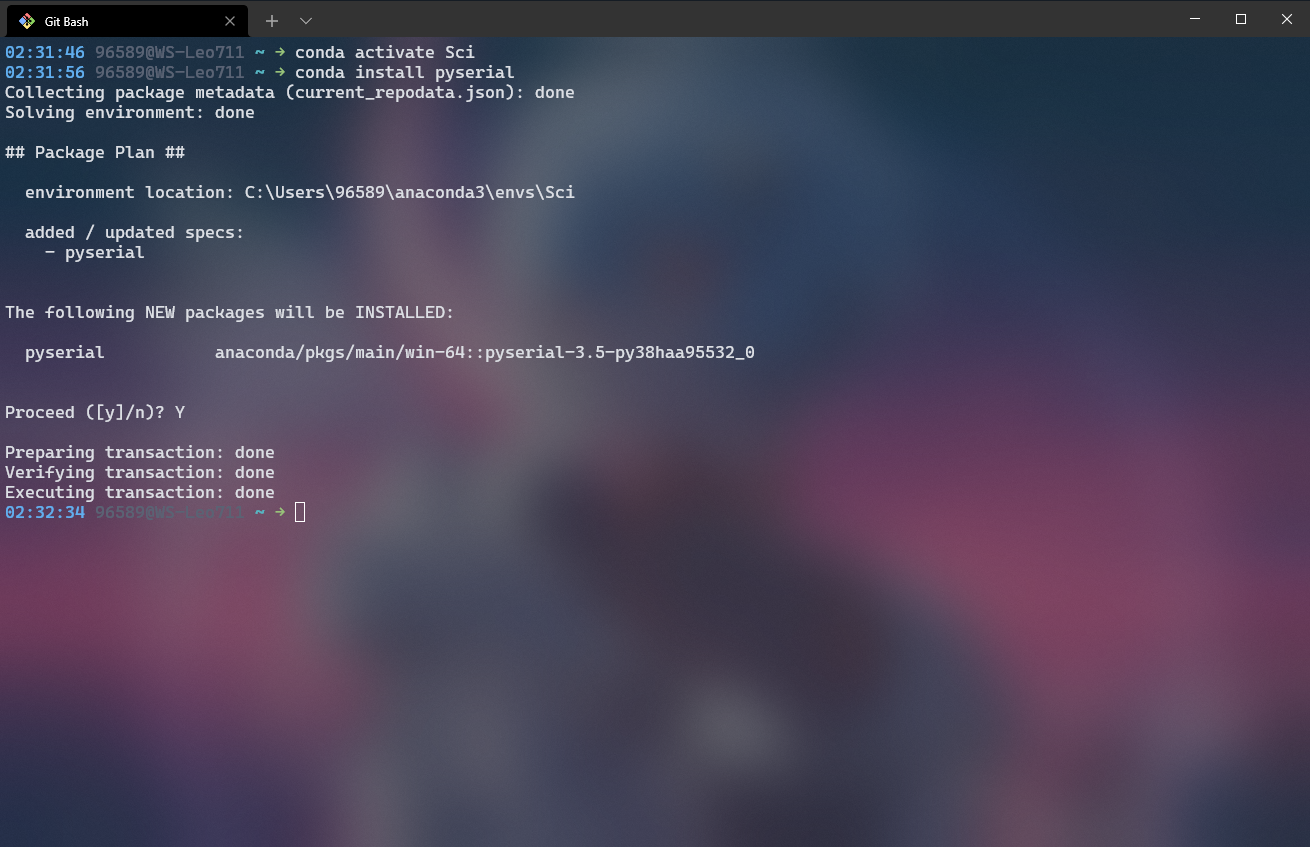 Git Bash
02:31:46 96589@WS-Leo711 ~ → conda activate Sci
02:31:56 96589@WS-Leo711 ~ → conda install pyserial
Collecting package metadata (current_repodata.json): done
Solving environment: done
## Package Plan ##
environment location: C:\Users\96589\anaconda3\envs\Sci
added / updated specs:
- pyserial
The following NEW packages will be INSTALLED:
pyserial anaconda/pkgs/main/win-64::pyserial-3.5-py38haa95532_0
Proceed ([y]/n)? Y
Preparing transaction: done
Verifying transaction: done
Executing transaction: done
02:32:34 96589@WS-Leo711 ~ →